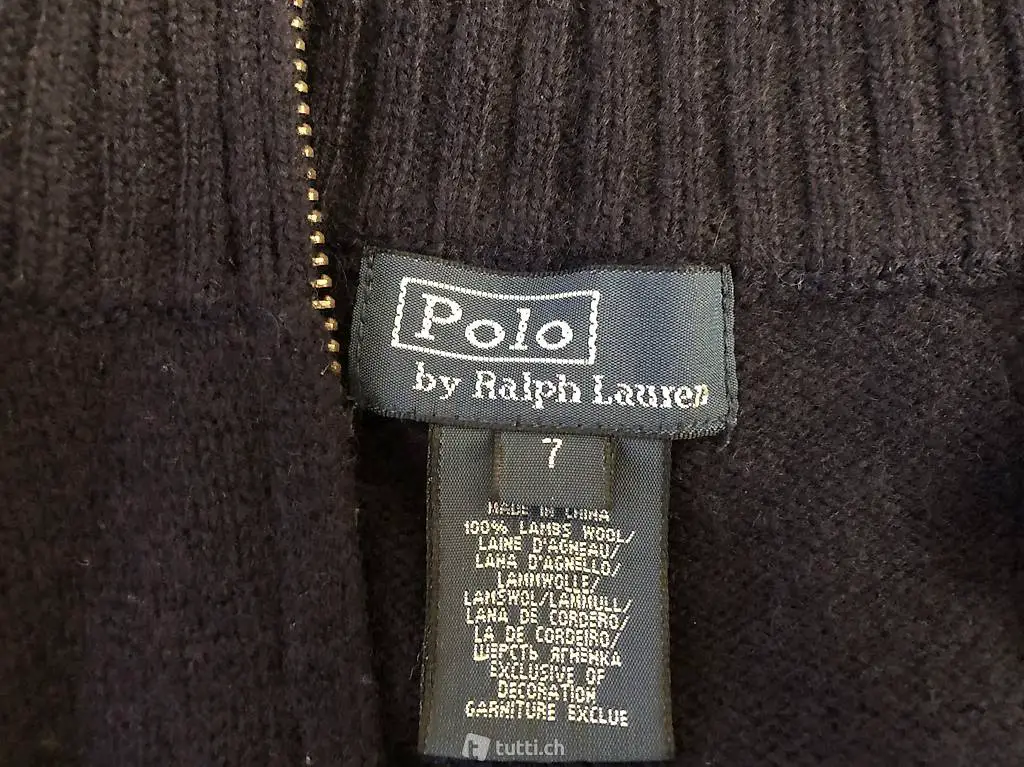 Polo
by Ralph Lauren
7
MADE IN CHINA
100% LAMBS WOOL/
LAINE D'AGNEAU/
LANA D'AGNELLO/
LAMMWOLLE/
LAMSWOL/LAMMULL/
LANA DE CORDERO/
LA DE CORDEIRO/
ШЕРСТЬ ЯГНЕНКА
EXCLUSIVE OF
DECORATION
GARNITURE EXCLUE
tutti.ch